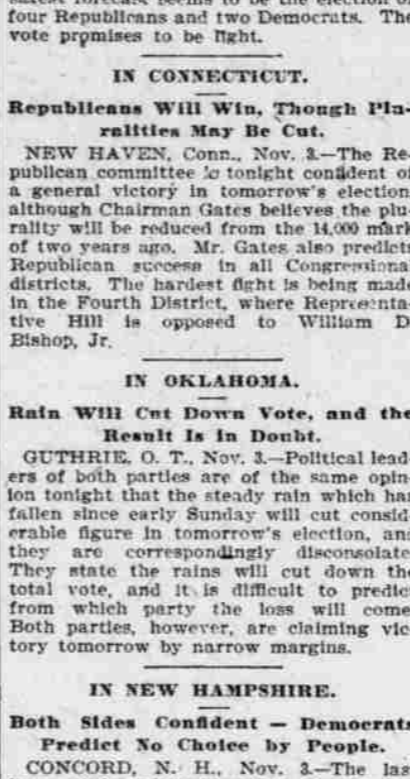 four Republicans and two Democrats. The
vote promises to be light.
IN CONNECTICUT.
Republicans Will Win, Though Plu-
ralities May Be Cut.
NEW HAVEN, Conn., Nov. 3.—The Re-
publican committee is tonight confident of
a general victory in tomorrow's election,
although Chairman Gates believes the plu-
rality will be reduced from the 14,000 mark
of two years ago. Mr. Gates also predicts
Republican success in all Congressional
districts. The hardest fight is being made
in the Fourth District, where Representa-
tive Hill is opposed to William D.
Bishop, Jr.
IN OKLAHOMA.
Rain Will Cut Down Vote, and the
Result Is in Doubt.
GUTHRIE, O. T., Nov. 3.—Political lead-
ers of both parties are of the same opin-
ion tonight that the steady rain which has
fallen since early Sunday will cut consid-
erable figure in tomorrow's election, and
they are correspondingly disconsolate.
They state the rains will cut down the
total vote, and it is difficult to predict
from which party the loss will come.
Both parties, however, are claiming vic-
tory tomorrow by narrow margins.
IN NEW HAMPSHIRE.
Both Sides Confident — Democrats
Predict No Choice by People.
CONCORD, N. H., Nov. 3.—The las